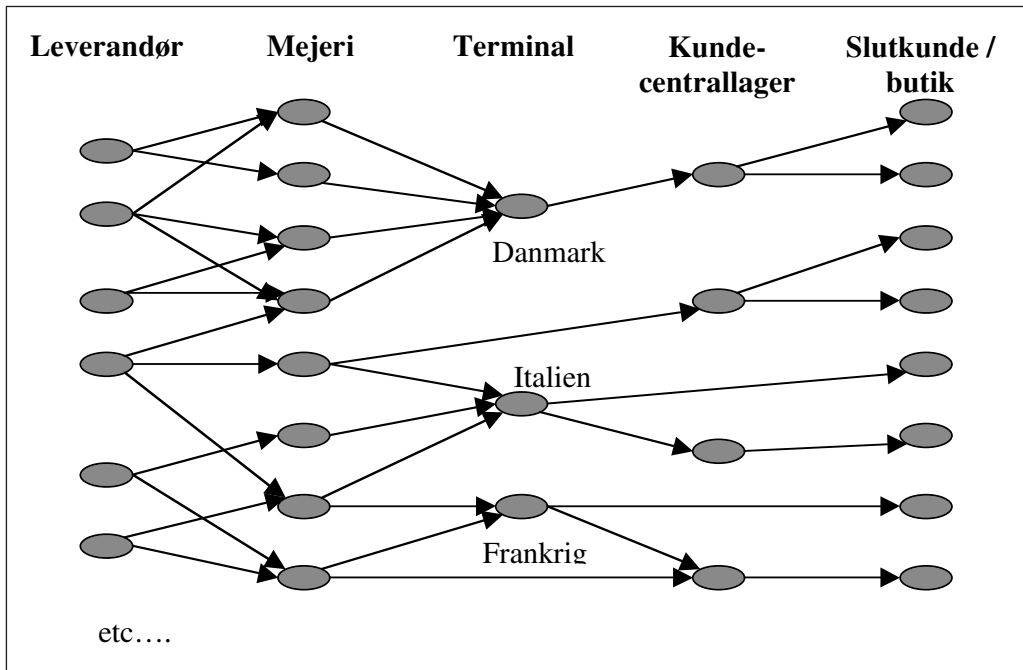 Leverandør
Mejeri
Terminal
Kunde-
centrallager
Slutkunde /
butik
Danmark
Italien
Frankrig
etc….